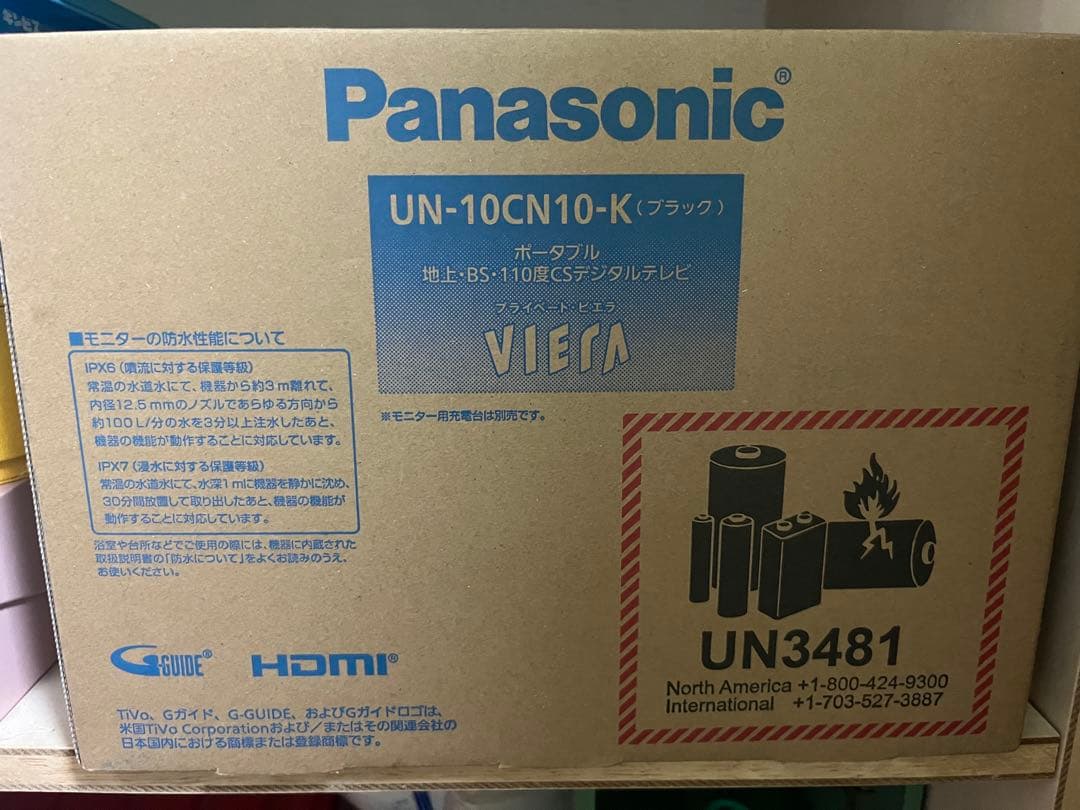 Panasonic®
UN-10CN10-K（ブラック）
ポータブル
地上・BS・110度CSデジタルテレビ
プライベート・ビエラ
VIERA
※モニター用充電台は別売です。
■モニターの防水性能について
IPX6（噴流に対する保護等級）
常温の水道水にて、機器から約3m離れて、
内径12.5mmのノズルであらゆる方向から
約100L/分の水を3分以上注水したあと、
機器の機能が動作することに対応しています。
IPX7（浸水に対する保護等級）
常温の水道水にて、水深1mに機器を静かに沈め、
30分間放置して取り出したあと、機器の機能が
動作することに対応しています。
浴室や台所などでご使用の際には、機器に内蔵された
取扱説明書の「防水について」をよくお読みのうえ、
お使いください。
G-GUIDE® HDMI®
TiVo、Gガイド、G-GUIDE、およびGガイドロゴは、
米国TiVo Corporationおよび／またはその関連会社の
日本国内における商標または登録商標です。
UN3481
North America +1-800-424-9300
International +1-703-527-3887